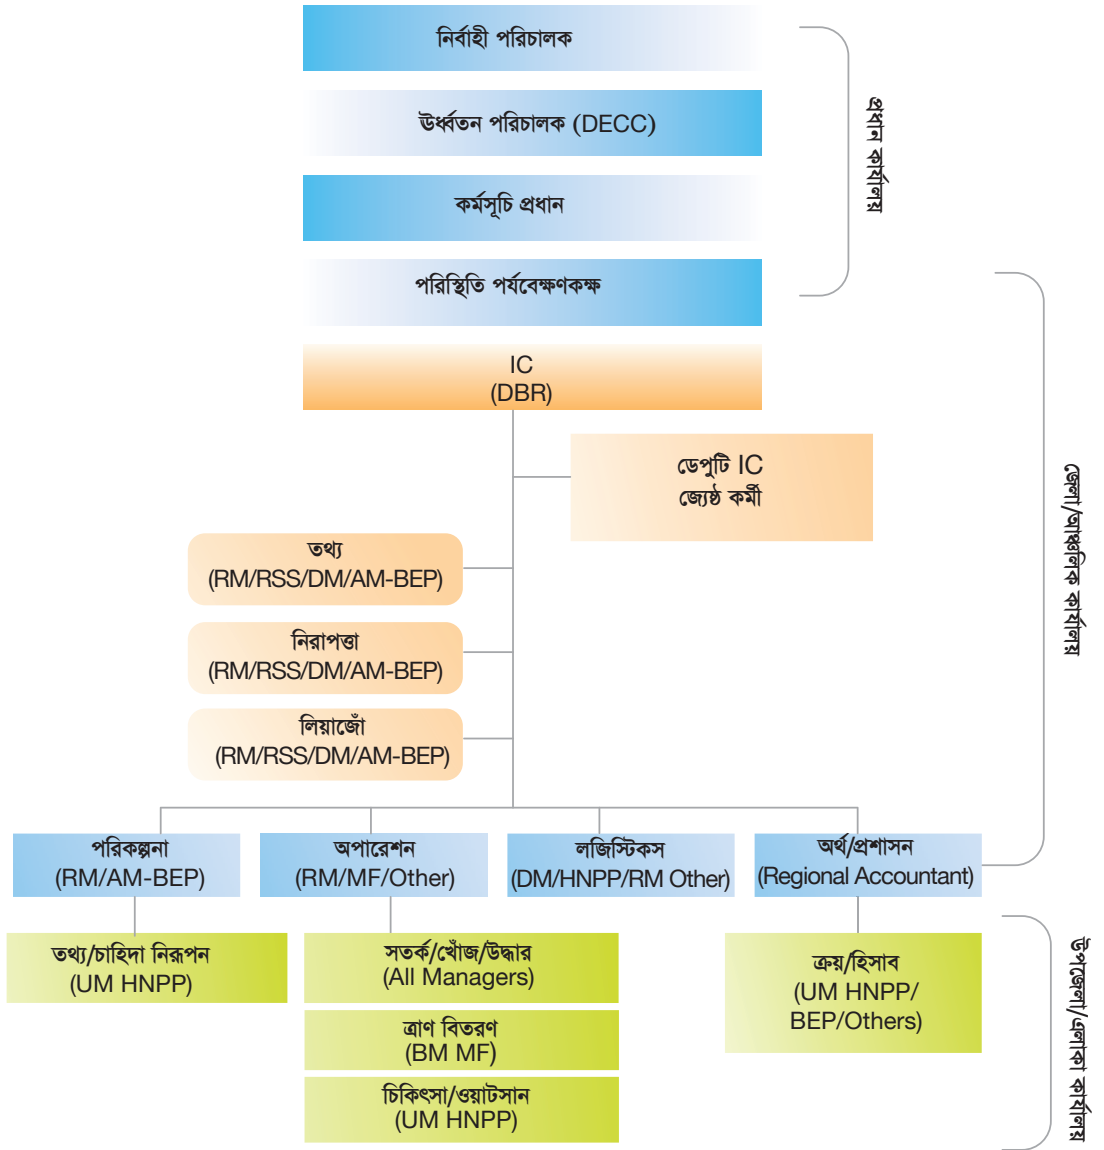 নির্বাহী পরিচালক
ঊর্ধ্বতন পরিচালক (DECC)
কর্মসূচি প্রধান
পরিস্থিতি পর্যবেক্ষণকক্ষ
প্রধান কার্যালয়
IC
(DBR)
ডেপুটি IC
জ্যেষ্ঠ কর্মী
তথ্য
(RM/RSS/DM/AM-BEP)
নিরাপত্তা
(RM/RSS/DM/AM-BEP)
লিয়াজোঁ
(RM/RSS/DM/AM-BEP)
জেলা/আঞ্চলিক কার্যালয়
পরিকল্পনা
(RM/AM-BEP)
অপারেশন
(RM/MF/Other)
লজিস্টিকস
(DM/HNPP/RM Other)
অর্থ/প্রশাসন
(Regional Accountant)
তথ্য/চাহিদা নিরূপন
(UM HNPP)
সতর্ক/খোঁজ/উদ্ধার
(All Managers)
ত্রাণ বিতরণ
(BM MF)
চিকিৎসা/ওয়াটসান
(UM HNPP)
ক্রয়/হিসাব
(UM HNPP/
BEP/Others)
উপজেলা/এলাকা কার্যালয়